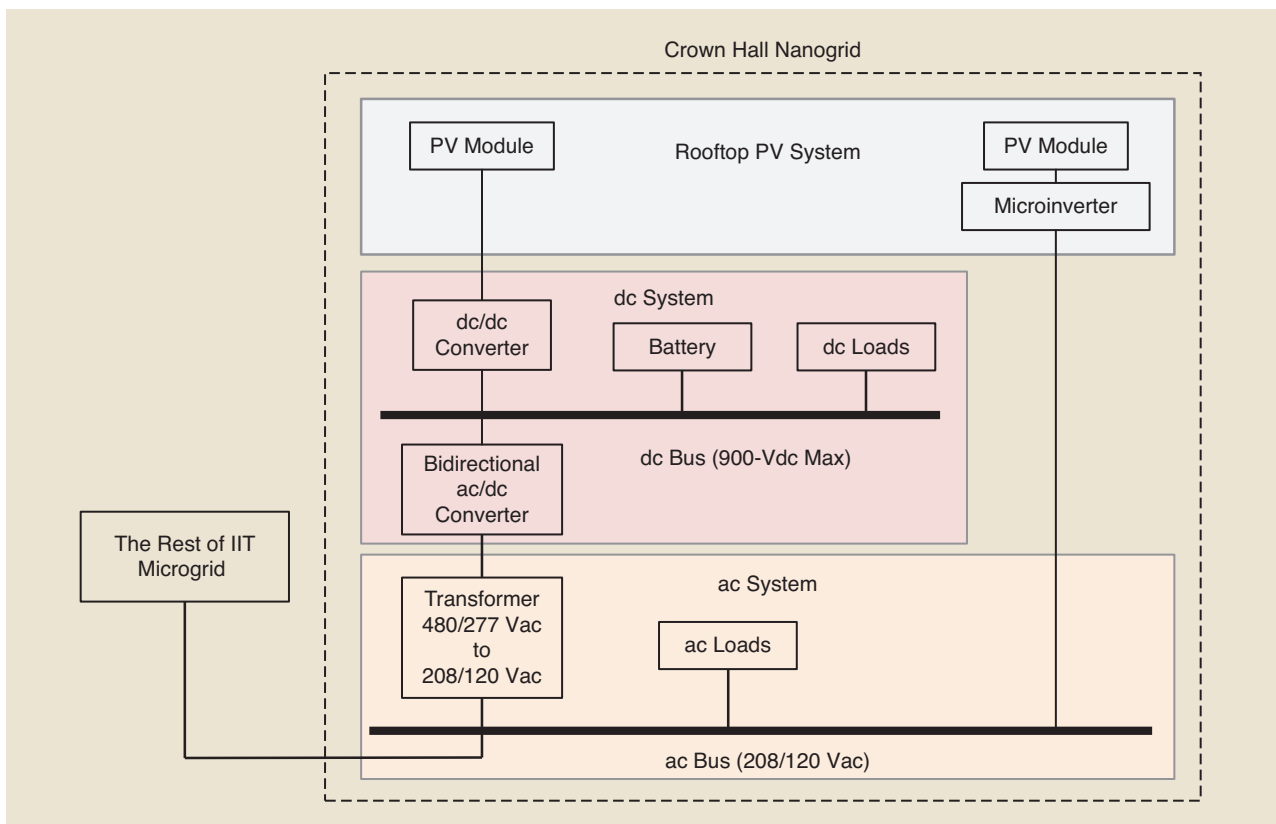 Crown Hall Nanogrid
PV Module
Rooftop PV System
PV Module
Microinverter
dc System
dc/dc
Converter
Battery
dc Loads
dc Bus (900-Vdc Max)
Bidirectional
ac/dc
Converter
The Rest of IIT
Microgrid
ac System
Transformer
480/277 Vac
to
208/120 Vac
ac Loads
ac Bus (208/120 Vac)